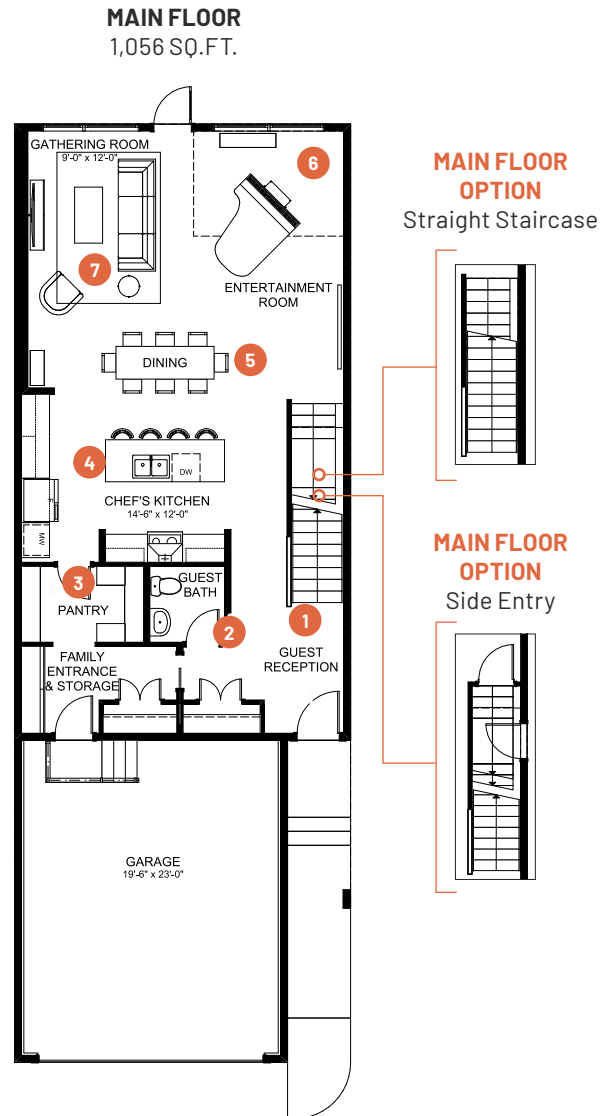 MAIN FLOOR
1,056 SQ.FT.
GATHERING ROOM
9'-0" x 12'-0"
6
7
ENTERTAINMENT
ROOM
DINING
5
4
DW
CHEF'S KITCHEN
14'-6" x 12'-0"
F
MW
3
PANTRY
GUEST
BATH
2
1
GUEST
RECEPTION
FAMILY
ENTRANCE
& STORAGE
GARAGE
19'-6" x 23'-0"
MAIN FLOOR
OPTION
Straight Staircase
MAIN FLOOR
OPTION
Side Entry